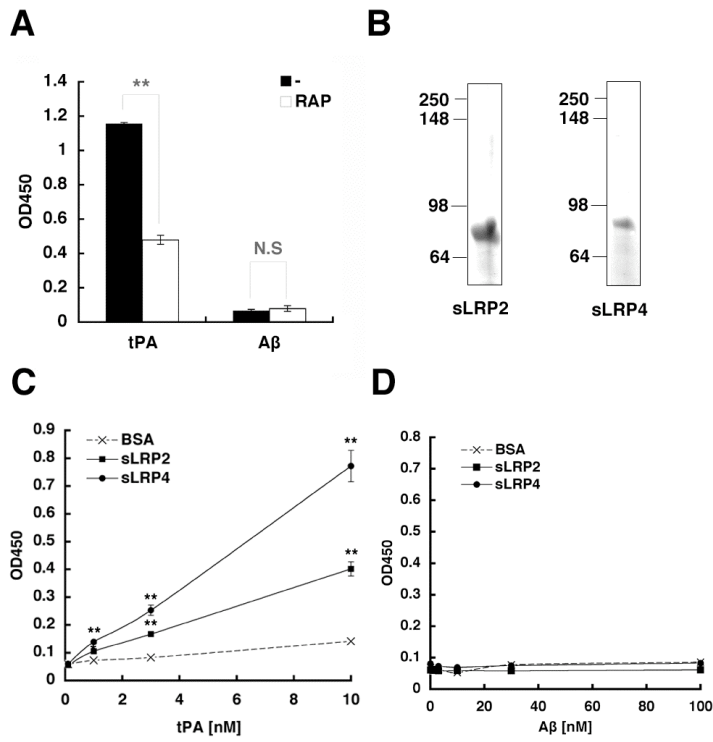 A
OD450
1.4
1.2
1
0.8
0.6
0.4
0.2
0
**
N.S
-
RAP
tPA
Aβ
B
250
148
98
64
sLRP2
250
148
98
64
sLRP4
C
OD450
0.9
0.8
0.7
0.6
0.5
0.4
0.3
0.2
0.1
0
BSA
sLRP2
sLRP4
**
**
**
**
**
0 2 4 6 8 10
tPA [nM]
D
OD450
0.8
0.7
0.6
0.5
0.4
0.3
0.2
0.1
0
BSA
sLRP2
sLRP4
0 20 40 60 80 100
Aβ [nM]